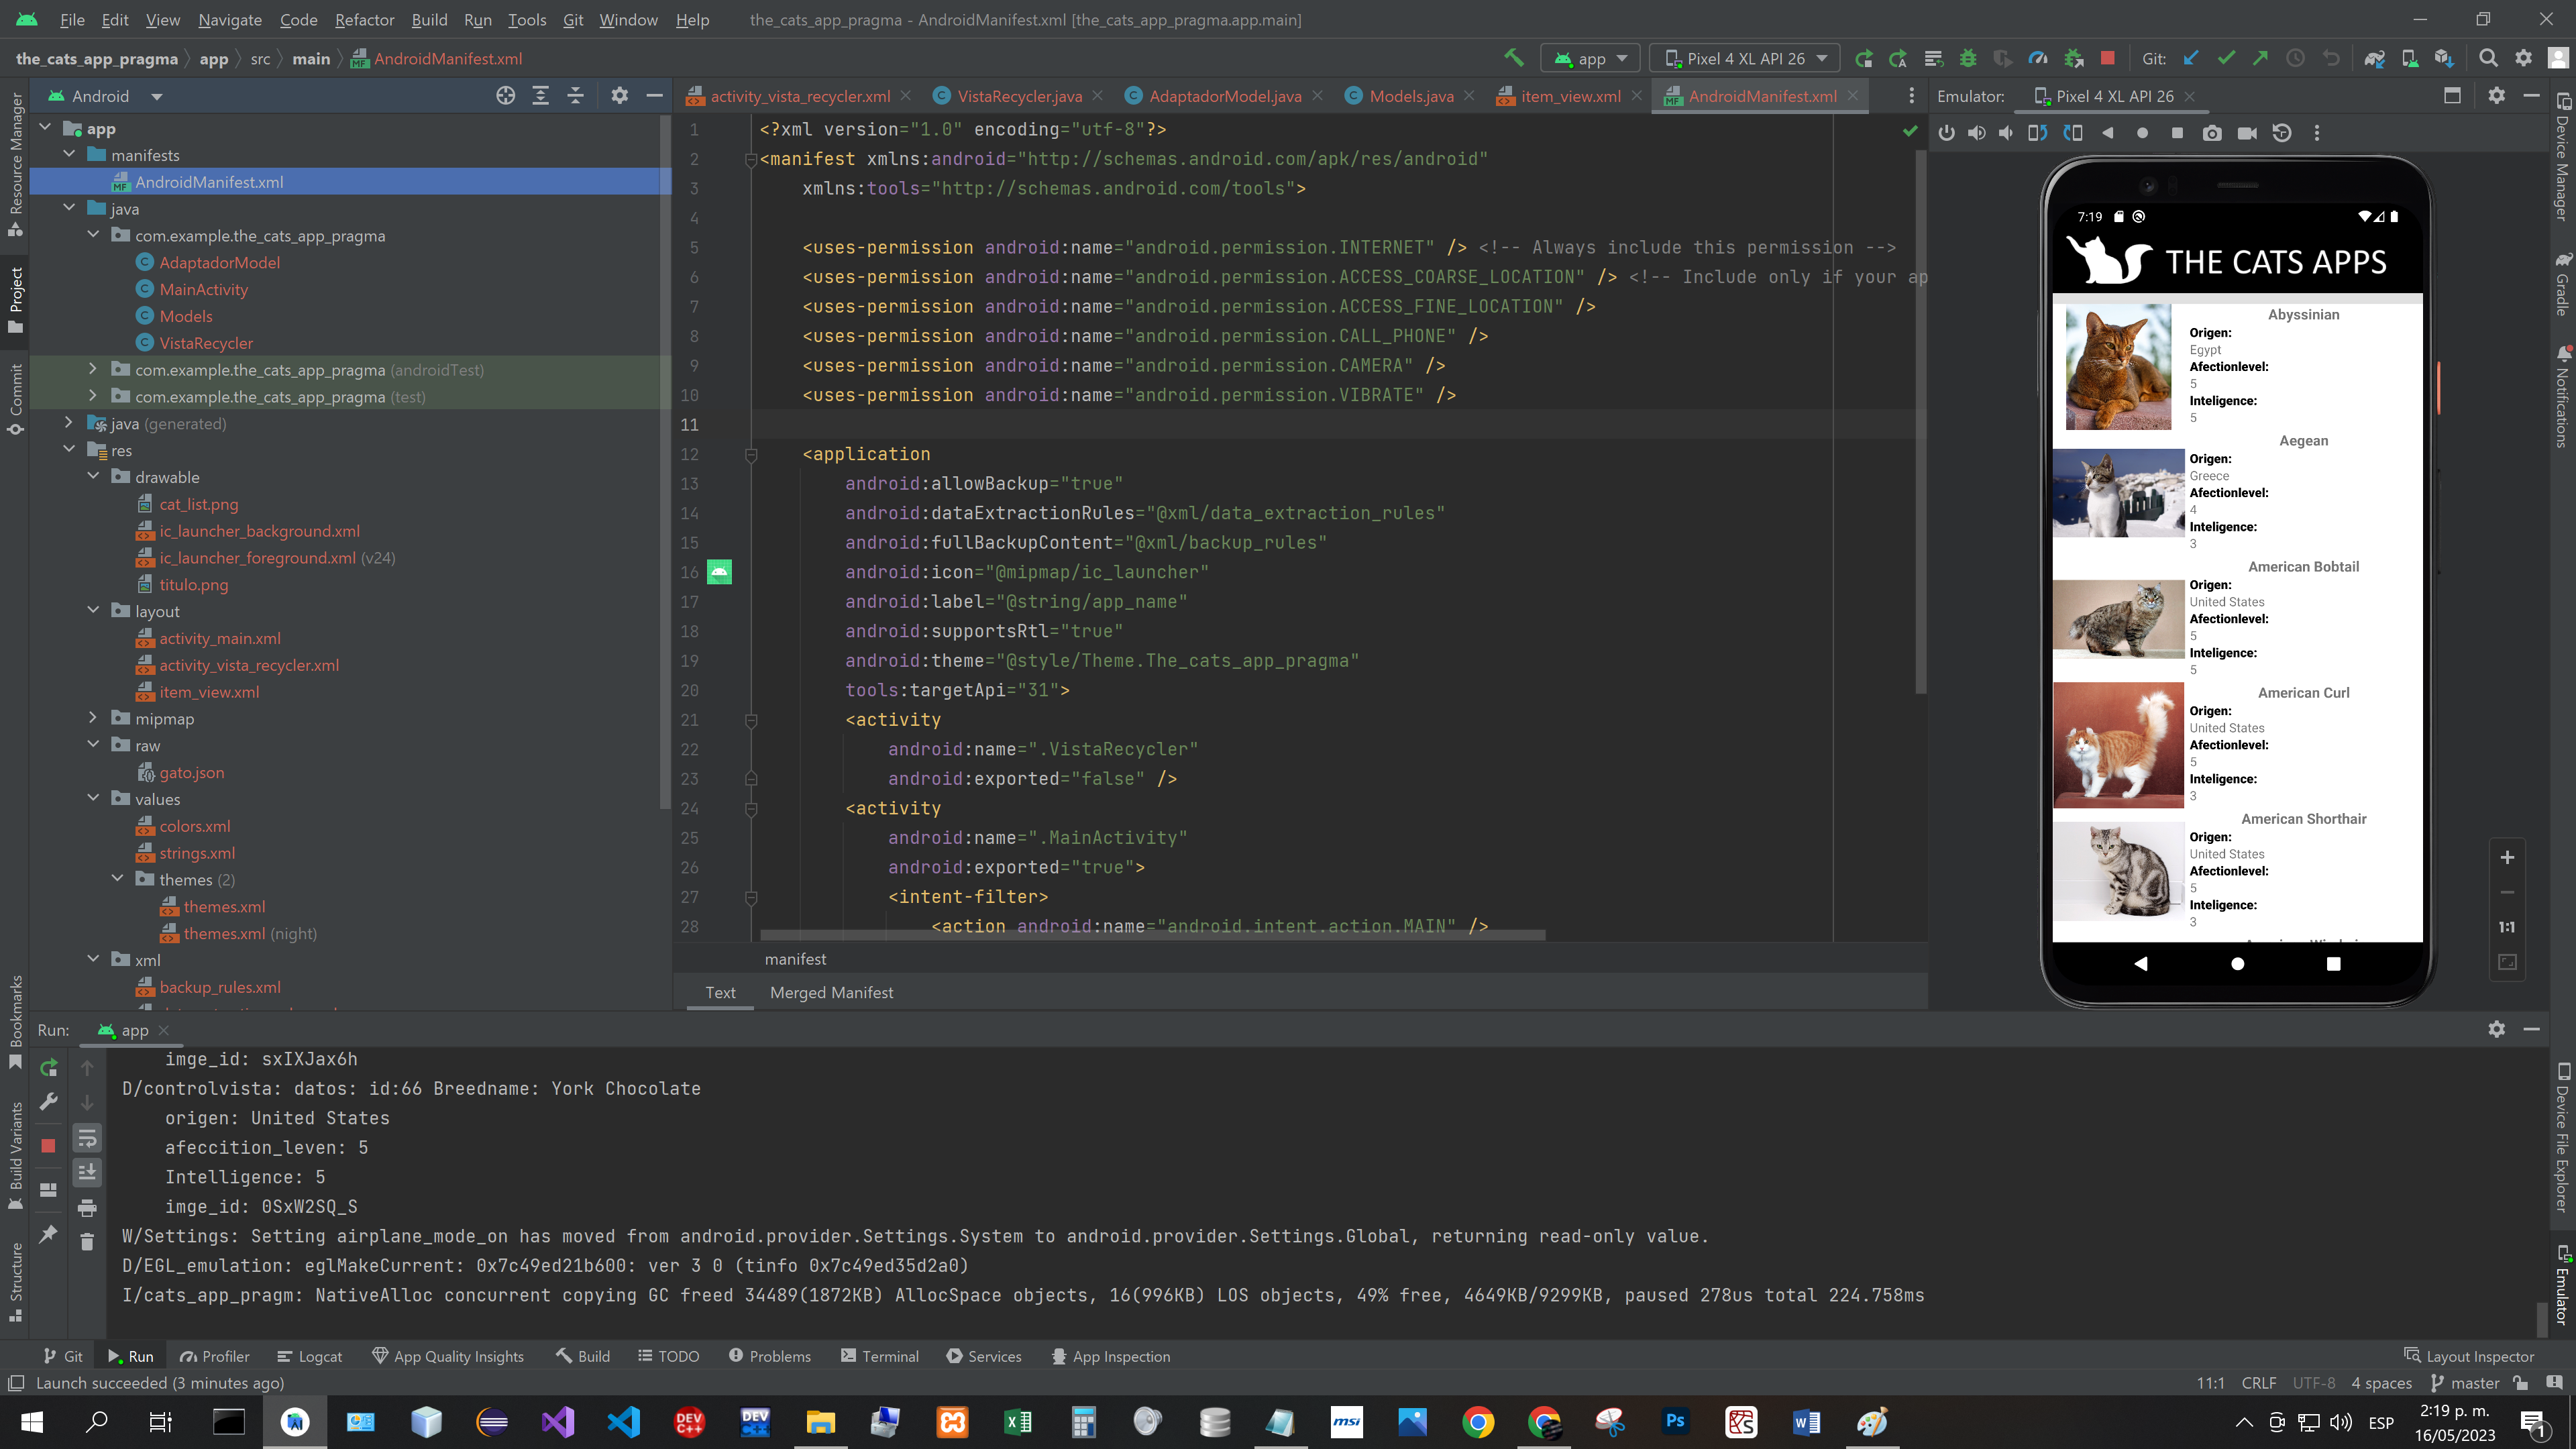 File Edit View Navigate Code Refactor Build Run Tools Git Window Help the_cats_app_pragma - AndroidManifest.xml [the_cats_app_pragma.app.main]
the_cats_app_pragma app src main AndroidManifest.xml app Pixel 4 XL API 26 Git:
Resource Manager
Project
Commit
Bookmarks
Build Variants
Structure
Android
app
manifests
AndroidManifest.xml
java
com.example.the_cats_app_pragma
AdaptadorModel
MainActivity
Models
VistaRecycler
com.example.the_cats_app_pragma (androidTest)
com.example.the_cats_app_pragma (test)
java (generated)
res
drawable
cat_list.png
ic_launcher_background.xml
ic_launcher_foreground.xml (v24)
titulo.png
layout
activity_main.xml
activity_vista_recycler.xml
item_view.xml
mipmap
raw
gato.json
values
colors.xml
strings.xml
themes (2)
themes.xml
themes.xml (night)
xml
backup_rules.xml
activity_vista_recycler.xml VistaRecycler.java AdaptadorModel.java Models.java item_view.xml AndroidManifest.xml
1 <?xml version="1.0" encoding="utf-8"?>
2 <manifest xmlns:android="http://schemas.android.com/apk/res/android"
3 xmlns:tools="http://schemas.android.com/tools">
4
5 <uses-permission android:name="android.permission.INTERNET" /> <!-- Always include this permission -->
6 <uses-permission android:name="android.permission.ACCESS_COARSE_LOCATION" /> <!-- Include only if your ap
7 <uses-permission android:name="android.permission.ACCESS_FINE_LOCATION" />
8 <uses-permission android:name="android.permission.CALL_PHONE" />
9 <uses-permission android:name="android.permission.CAMERA" />
10 <uses-permission android:name="android.permission.VIBRATE" />
11
12 <application
13 android:allowBackup="true"
14 android:dataExtractionRules="@xml/data_extraction_rules"
15 android:fullBackupContent="@xml/backup_rules"
16 android:icon="@mipmap/ic_launcher"
17 android:label="@string/app_name"
18 android:supportsRtl="true"
19 android:theme="@style/Theme.The_cats_app_pragma"
20 tools:targetApi="31">
21 <activity
22 android:name=".VistaRecycler"
23 android:exported="false" />
24 <activity
25 android:name=".MainActivity"
26 android:exported="true">
27 <intent-filter>
28 <action android:name="android.intent.action.MAIN" />
manifest
Text Merged Manifest
Emulator: Pixel 4 XL API 26
7:19
THE CATS APPS
Abyssinian
Origen:
Egypt
Afectionlevel:
5
Inteligence:
5
Aegean
Origen:
Greece
Afectionlevel:
4
Inteligence:
3
American Bobtail
Origen:
United States
Afectionlevel:
5
Inteligence:
5
American Curl
Origen:
United States
Afectionlevel:
5
Inteligence:
3
American Shorthair
Origen:
United States
Afectionlevel:
5
Inteligence:
3
1:1
Device Manager
Gradle
Notifications
Device File Explorer
Emulator
Run: app
imge_id: sxIXJax6h
D/controlvista: datos: id:66 Breedname: York Chocolate
origen: United States
afeccition_leven: 5
Intelligence: 5
imge_id: 0SxW2SQ_S
W/Settings: Setting airplane_mode_on has moved from android.provider.Settings.System to android.provider.Settings.Global, returning read-only value.
D/EGL_emulation: eglMakeCurrent: 0x7c49ed21b600: ver 3 0 (tinfo 0x7c49ed35d2a0)
I/cats_app_pragm: NativeAlloc concurrent copying GC freed 34489(1872KB) AllocSpace objects, 16(996KB) LOS objects, 49% free, 4649KB/9299KB, paused 278us total 224.758ms
Git Run Profiler Logcat App Quality Insights Build TODO Problems Terminal Services App Inspection Layout Inspector
Launch succeeded (3 minutes ago) 11:1 CRLF UTF-8 4 spaces master
DEV C++ DEV C++ msi Ps ESP 2:19 p. m.
16/05/2023 1